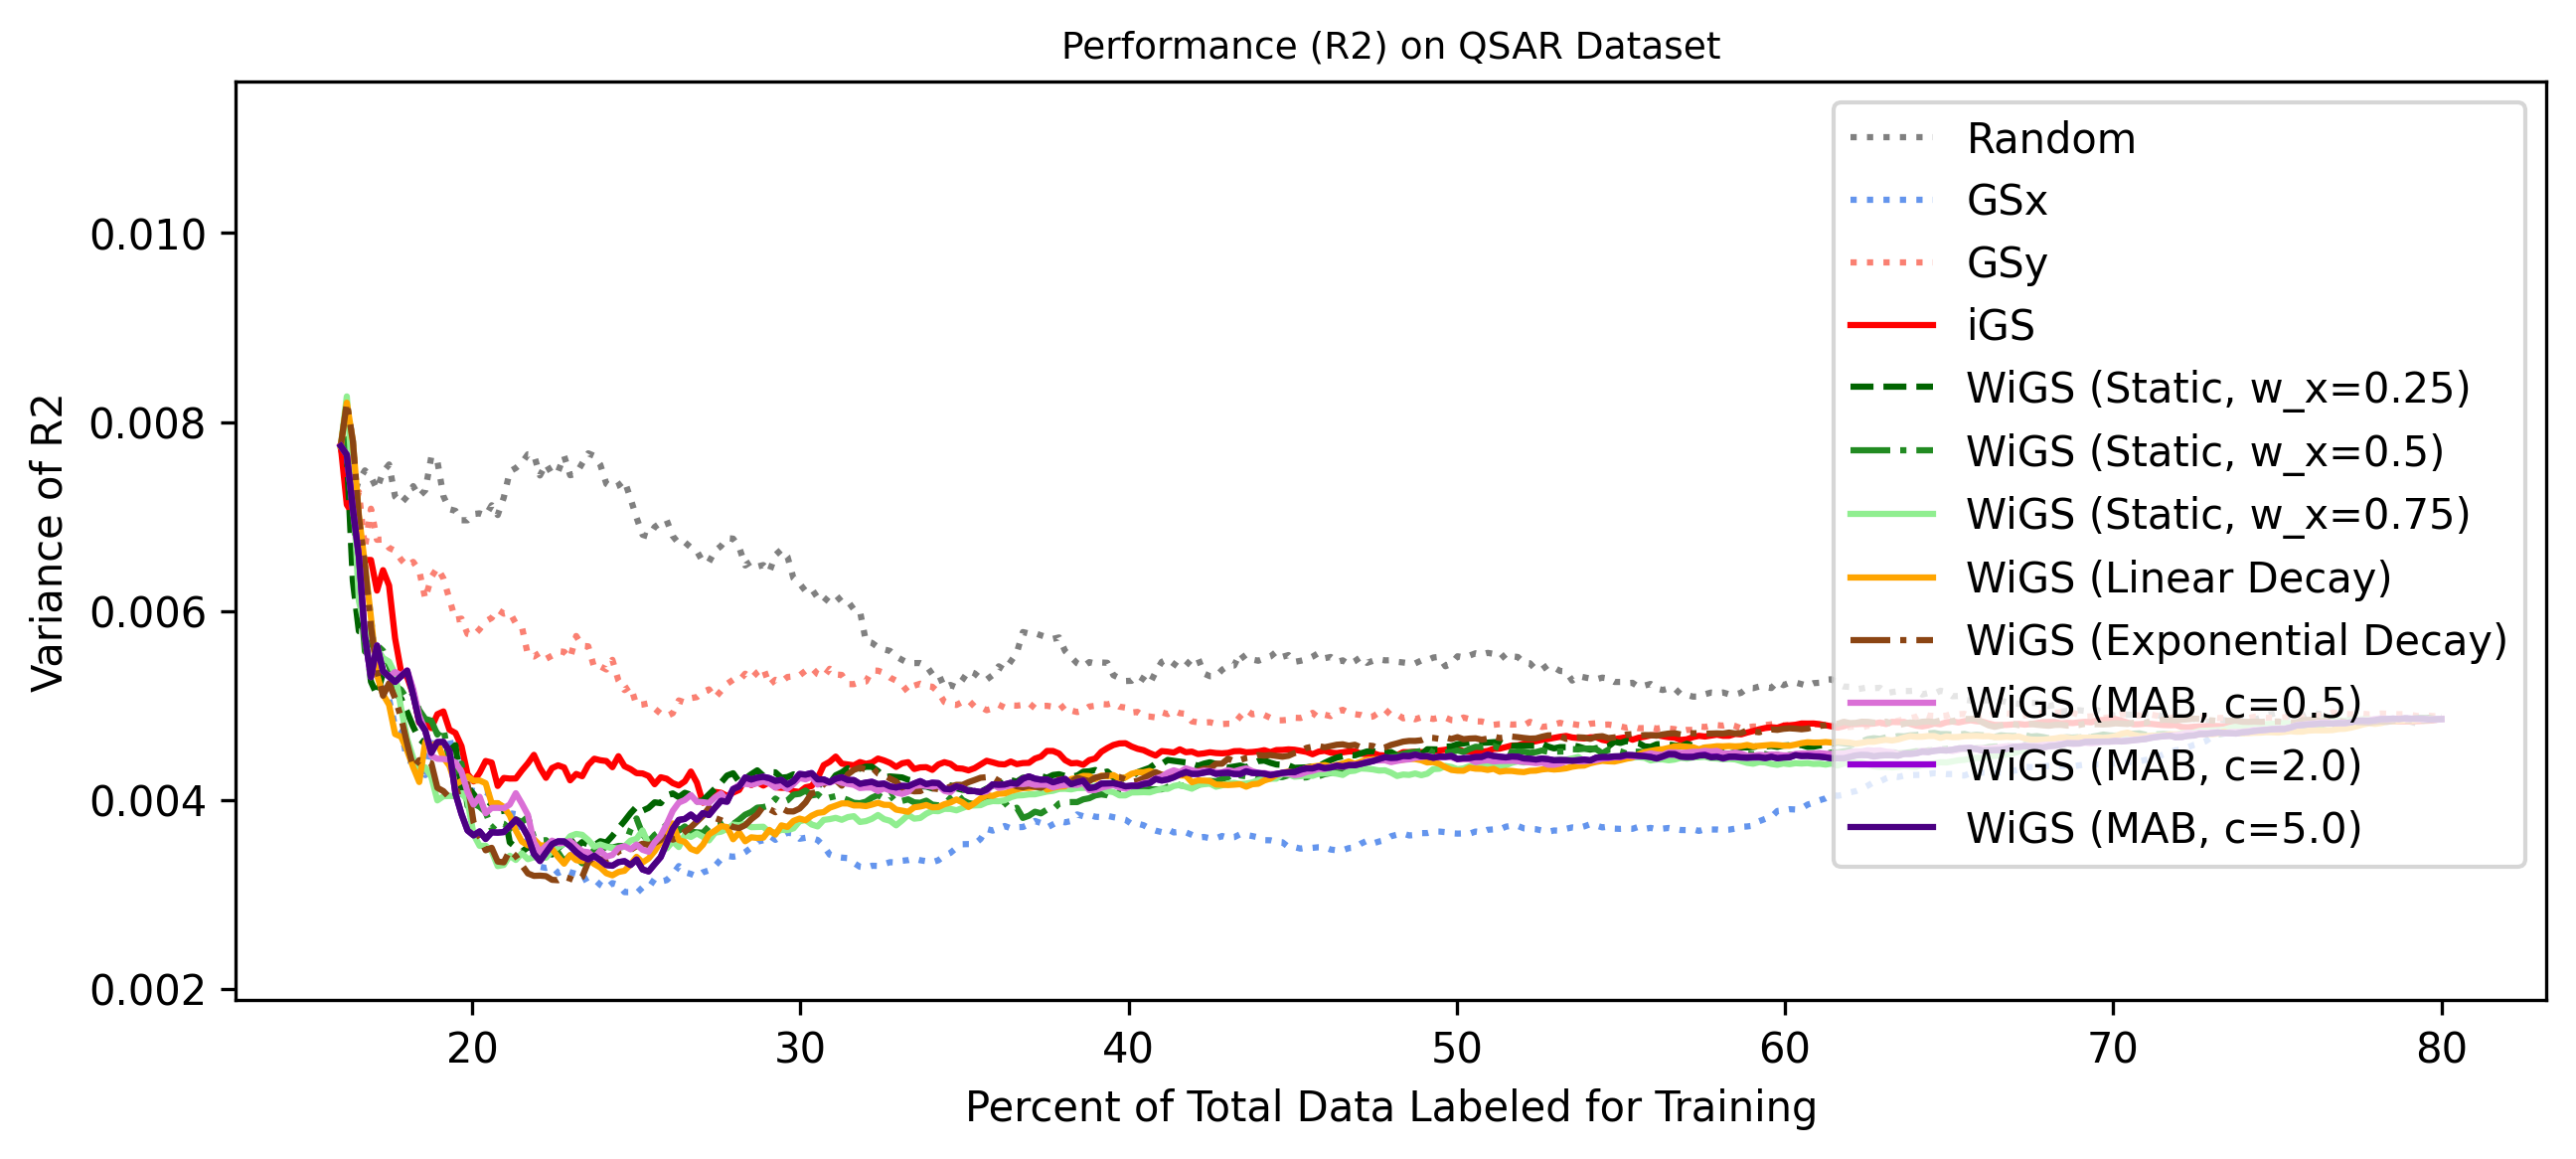 Performance (R2) on QSAR Dataset
Variance of R2
0.010
0.008
0.006
0.004
0.002
Random
GSx
GSy
iGS
WiGS (Static, w_x=0.25)
WiGS (Static, w_x=0.5)
WiGS (Static, w_x=0.75)
WiGS (Linear Decay)
WiGS (Exponential Decay)
WiGS (MAB, c=0.5)
WiGS (MAB, c=2.0)
WiGS (MAB, c=5.0)
20 30 40 50 60 70 80
Percent of Total Data Labeled for Training